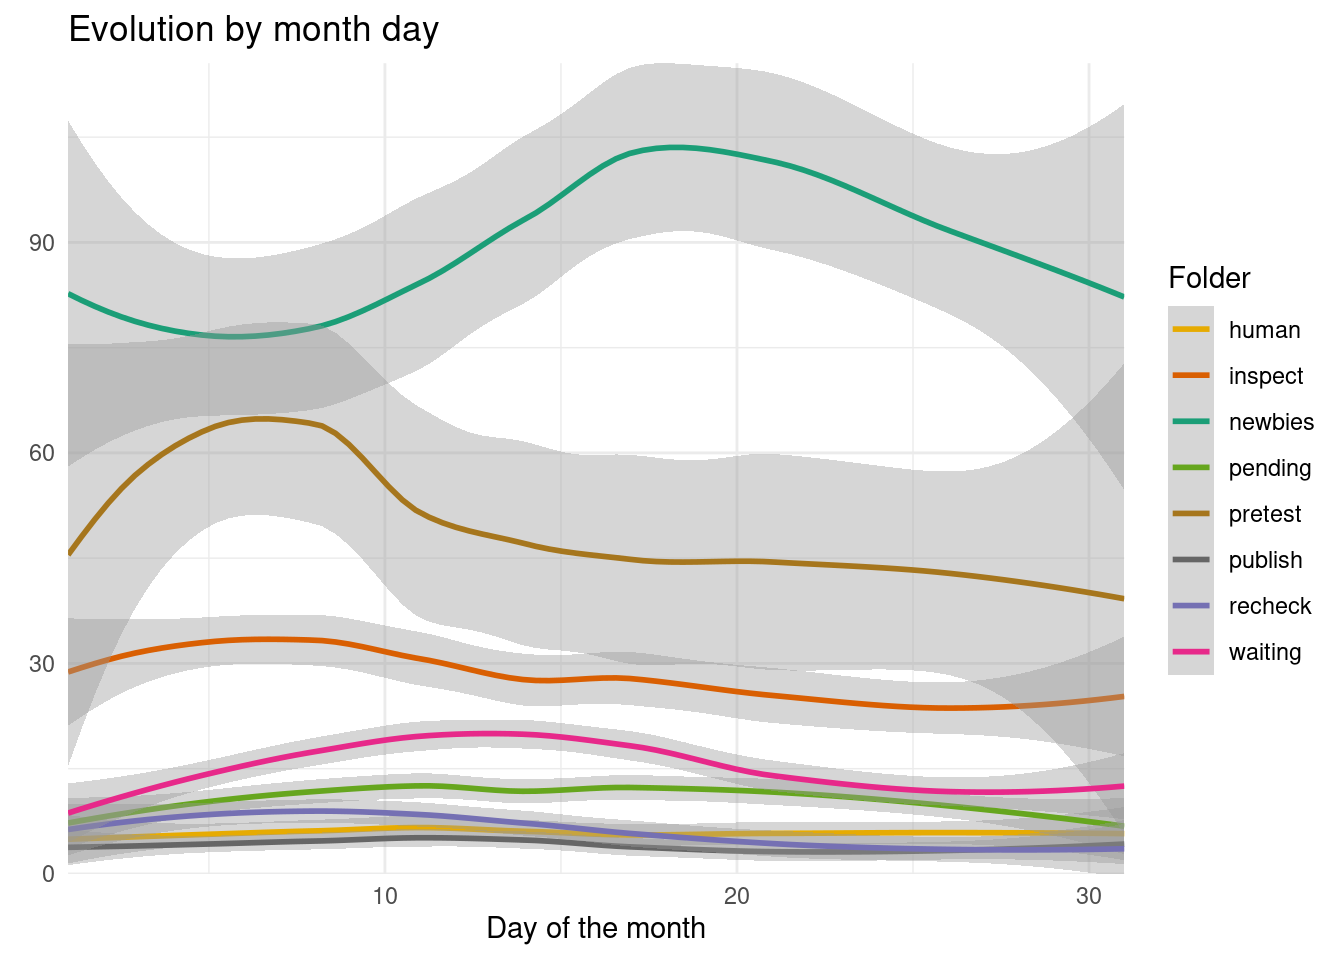 Evolution by month day
90
60
30
0
10
20
30
Day of the month
Folder
human
inspect
newbies
pending
pretest
publish
recheck
waiting